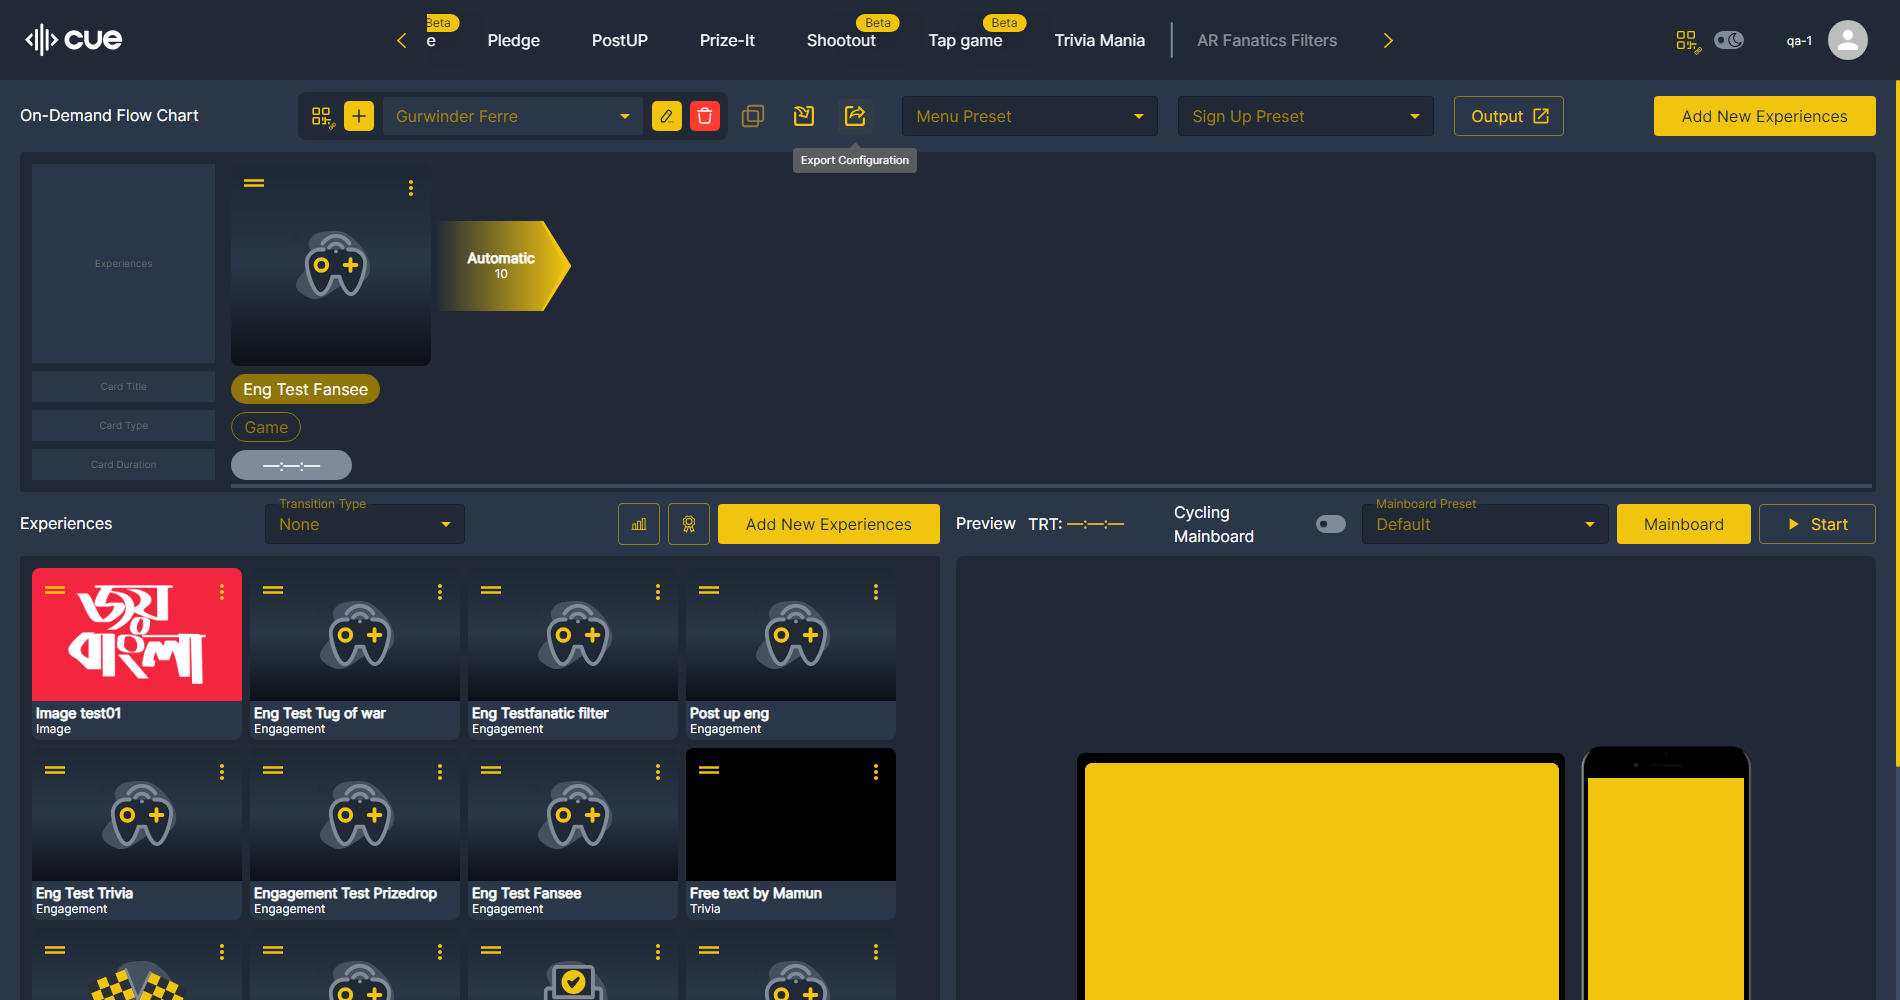 cue
Beta
e
Pledge
PostUP
Prize-It
Beta
Shootout
Beta
Tap game
Trivia Mania
AR Fanatics Filters
qa-1
On-Demand Flow Chart
Gurwinder Ferre
Menu Preset
Sign Up Preset
Output
Add New Experiences
Export Configuration
Experiences
Automatic
10
Card Title
Eng Test Fansee
Card Type
Game
Card Duration
—:—:—
Experiences
Transition Type
None
Add New Experiences
Preview
TRT: —:—:—
Cycling
Mainboard
Mainboard Preset
Default
Mainboard
Start
জয়
বাংলা
Image test01
Image
Eng Test Tug of war
Engagement
Eng Testfanatic filter
Engagement
Post up eng
Engagement
Eng Test Trivia
Engagement
Engagement Test Prizedrop
Engagement
Eng Test Fansee
Engagement
Free text by Mamun
Trivia